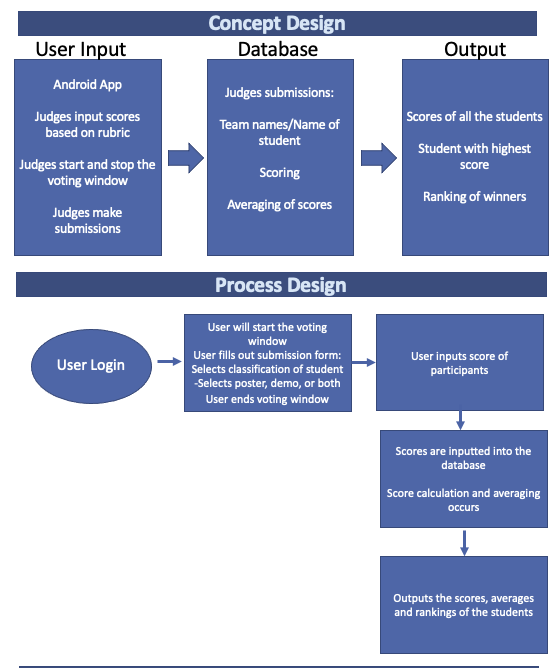 Concept Design
User Input
Database
Output
Android App
Judges input scores
based on rubric
Judges start and stop the
voting window
Judges make
submissions
Judges submissions:
Team names/Name of
student
Scoring
Averaging of scores
Scores of all the students
Student with highest
score
Ranking of winners
Process Design
User Login
User will start the voting
window
User fills out submission form:
Selects classification of student
-Selects poster, demo, or both
User ends voting window
User inputs score of
participants
Scores are inputted into the
database
Score calculation and averaging
occurs
Outputs the scores, averages
and rankings of the students